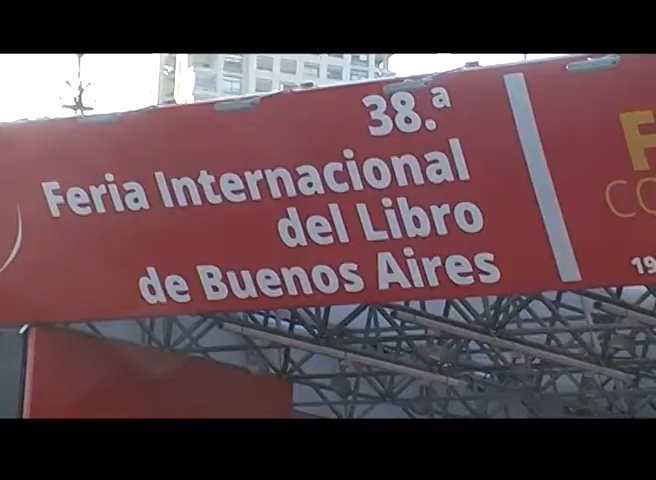 38.ª
Feria Internacional
del Libro
de Buenos Aires